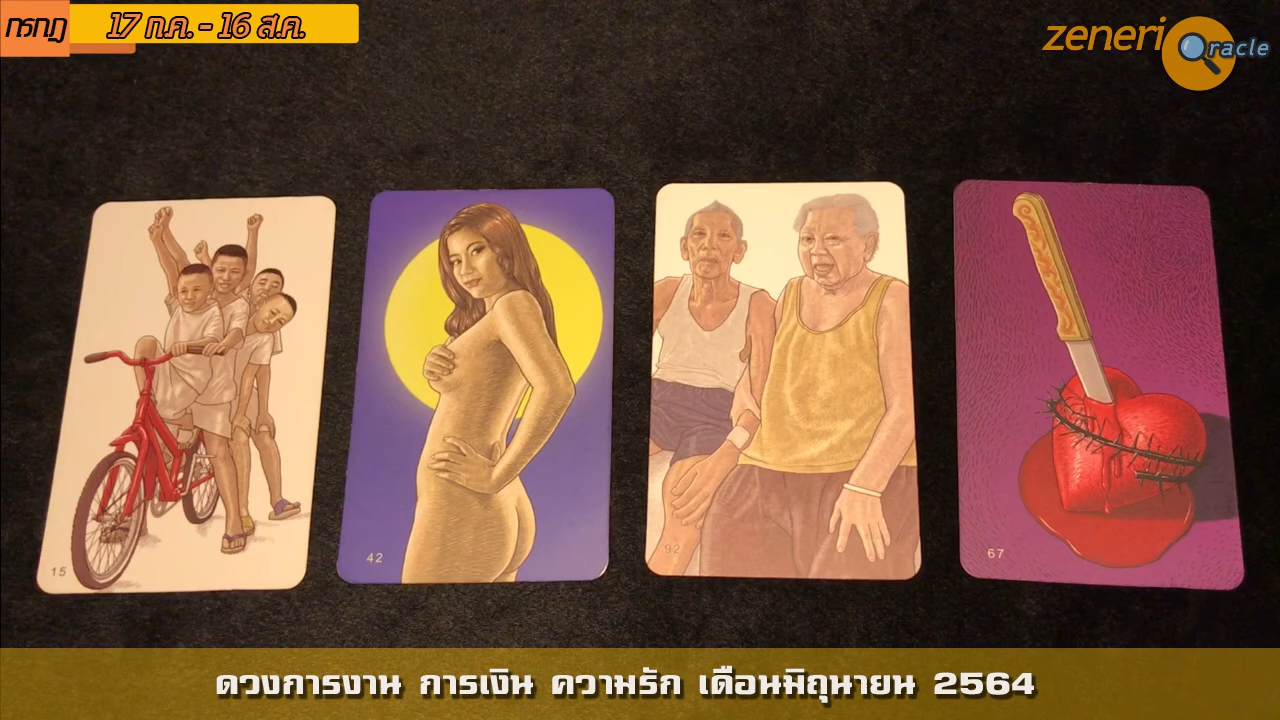 กรกฎ
17 ก.ค. - 16 ส.ค.
zeneri Oracle
15
42
92
67
ดวงการงาน การเงิน ความรัก เดือนมิถุนายน 2564